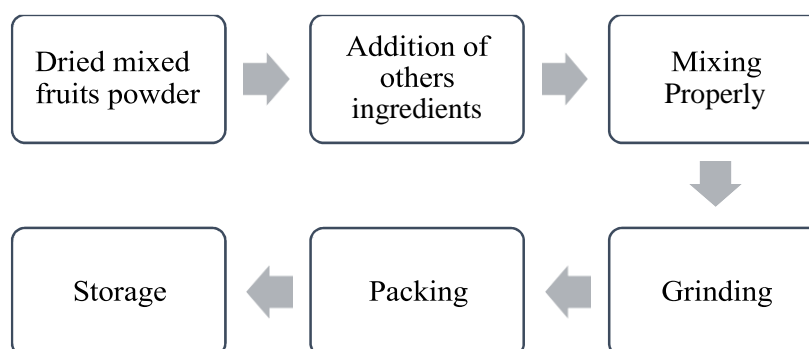 Dried mixed
fruits powder
Addition of
others
ingredients
Mixing
Properly
Grinding
Packing
Storage